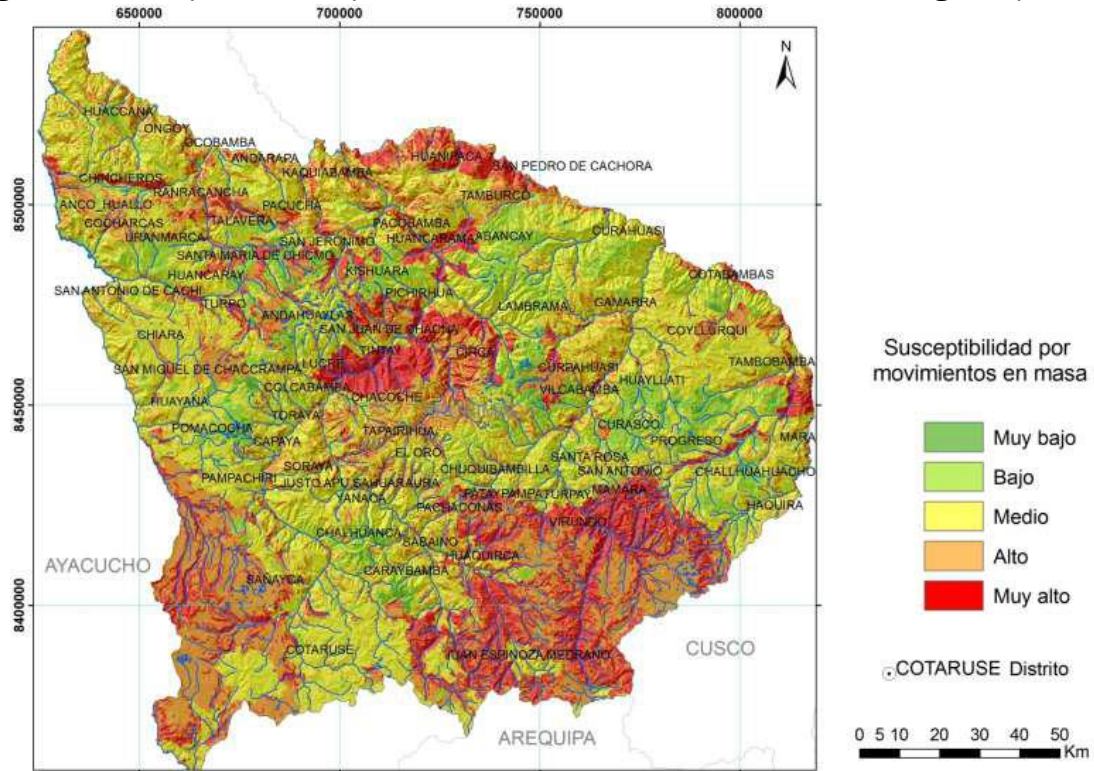 650000 700000 750000 800000
N
8500000
8450000
8400000
HUACCANA
ONGOY
OCOBAMBA
ANDARAPA
HUANIPACA
SAN PEDRO DE CACHORA
KAQUIABAMBA
CHINCHEROS
RANRACANCHA
TAMBURCO
ANCO_HUALLO
PACUCHA
COCHARCAS
TALAVERA
PACOBAMBA
URANMARCA
SAN JERONIMO
HUANCARAMA
ABANCAY
CURAHUASI
SANTA MARIA DE CHICMO
HUANCARAY
KISHUARA
COTABAMBAS
SAN ANTONIO DE CACHI
TURPO
PICHIRHUA
LAMBRAMA
GAMARRA
ANDAHUAYLAS
CHIARA
SAN JUAN DE CHACÑA
COYLLURQUI
TINTAY
CIRCA
TAMBOBAMBA
SAN MIGUEL DE CHACCRAMPA
LUCRE
CURPAHUASI
HUAYLLATI
COLCABAMBA
CHACOCHE
VILCABAMBA
HUAYANA
TORAYA
CURASCO
POMACOCHA
CAPAYA
TAPAIRIHUA
PROGRESO
MARA
EL ORO
SANTA ROSA
SORAYA
CHUQUIBAMBILLA
SAN ANTONIO
CHALLHUAHUACHO
PAMPACHIRI
JUSTO APU SAHUARAURA
YANACA
PATAYPAMPA
TURPAY
MAMARA
HAQUIRA
PACHACONAS
CHALHUANCA
VIRUNDO
SABAINO
HUAQUIRCA
CARAYBAMBA
SAÑAYCA
COTARUSE
JUAN ESPINOZA MEDRANO
AYACUCHO
CUSCO
AREQUIPA
Susceptibilidad por
movimientos en masa
Muy bajo
Bajo
Medio
Alto
Muy alto
COTARUSE Distrito
0 5 10 20 30 40 50
Km